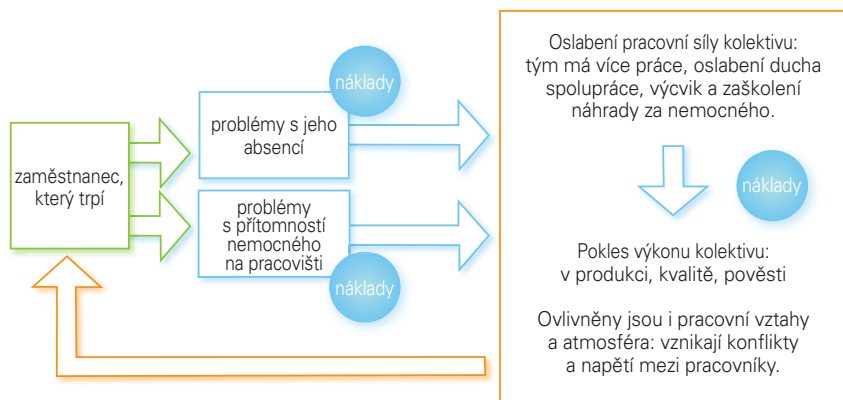 zaměstnanec,
který trpí
náklady
problémy s jeho
absencí
problémy
s přítomností
nemocného
na pracovišti
náklady
Oslabení pracovní síly kolektivu:
tým má více práce, oslabení ducha
spolupráce, výcvik a zaškolení
náhrady za nemocného.
náklady
Pokles výkonu kolektivu:
v produkci, kvalitě, pověsti
Ovlivněny jsou i pracovní vztahy
a atmosféra: vznikají konflikty
a napětí mezi pracovníky.